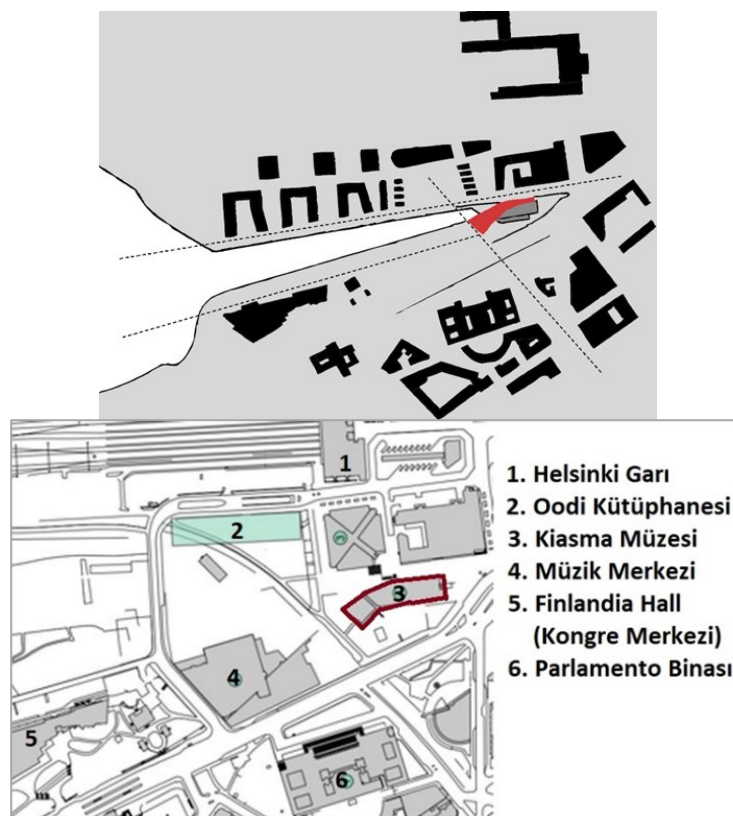 1
2
3
3
4
5
6
1. Helsinki Garı
2. Oodi Kütüphanesi
3. Kiasma Müzesi
4. Müzik Merkezi
5. Finlandia Hall
(Kongre Merkezi)
6. Parlamento Binası